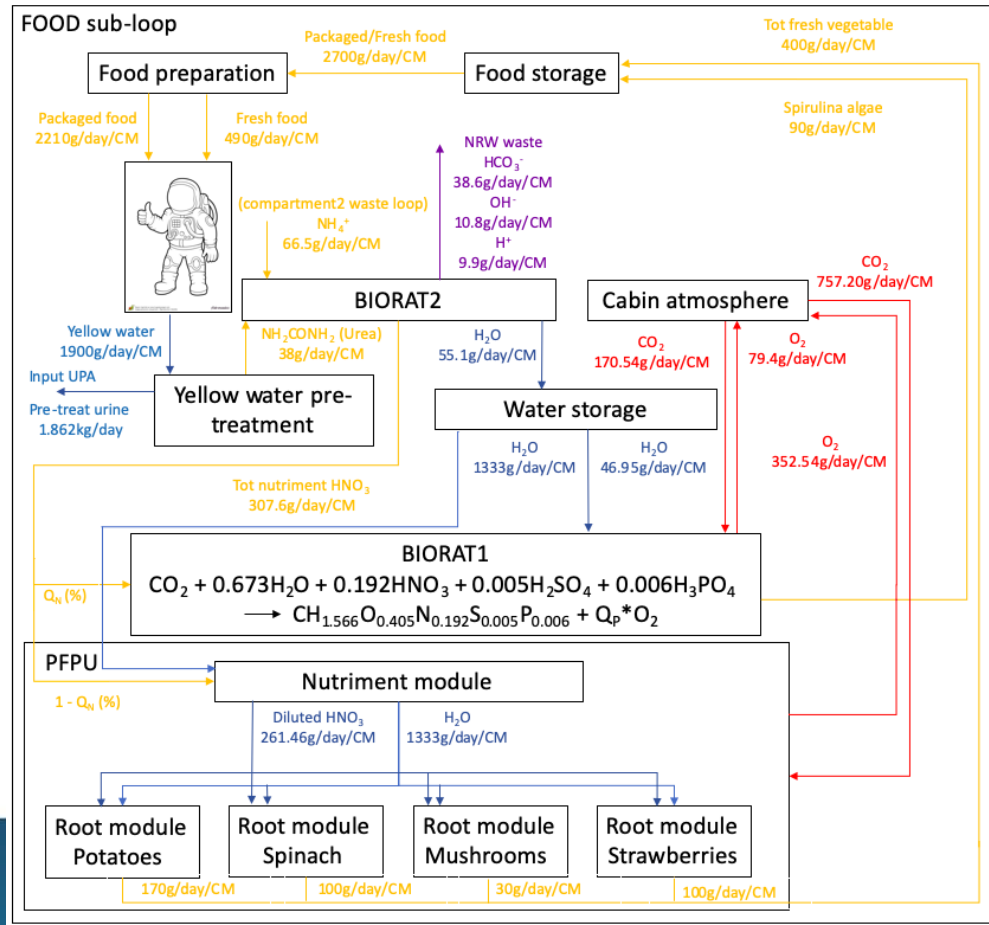 FOOD sub-loop
Food preparation
Packaged/Fresh food
2700g/day/CM
Food storage
Tot fresh vegetable
400g/day/CM
Spirulina algae
90g/day/CM
Packaged food
2210g/day/CM
Fresh food
490g/day/CM
NRW waste
HCO₃⁻
38.6g/day/CM
OH⁻
10.8g/day/CM
H⁺
9.9g/day/CM
(compartment2 waste loop)
NH₄⁺
66.5g/day/CM
BIORAT2
Cabin atmosphere
CO₂
757.20g/day/CM
Yellow water
1900g/day/CM
NH₂CONH₂ (Urea)
38g/day/CM
H₂O
55.1g/day/CM
CO₂
170.54g/day/CM
O₂
79.4g/day/CM
Input UPA
Pre-treat urine
1.862kg/day
Yellow water pre-
treatment
Water storage
H₂O
1333g/day/CM
H₂O
46.95g/day/CM
O₂
352.54g/day/CM
Tot nutriment HNO₃
307.6g/day/CM
BIORAT1
CO₂ + 0.673H₂O + 0.192HNO₃ + 0.005H₂SO₄ + 0.006H₃PO₄
⟶ CH₁.₅₆₆O₀.₄₀₅N₀.₁₉₂S₀.₀₀₅P₀.₀₀₆ + Qₚ*O₂
Q_N (%)
PFPU
Nutriment module
1 - Q_N (%)
Diluted HNO₃
261.46g/day/CM
H₂O
1333g/day/CM
Root module
Potatoes
Root module
Spinach
Root module
Mushrooms
Root module
Strawberries
170g/day/CM
100g/day/CM
30g/day/CM
100g/day/CM